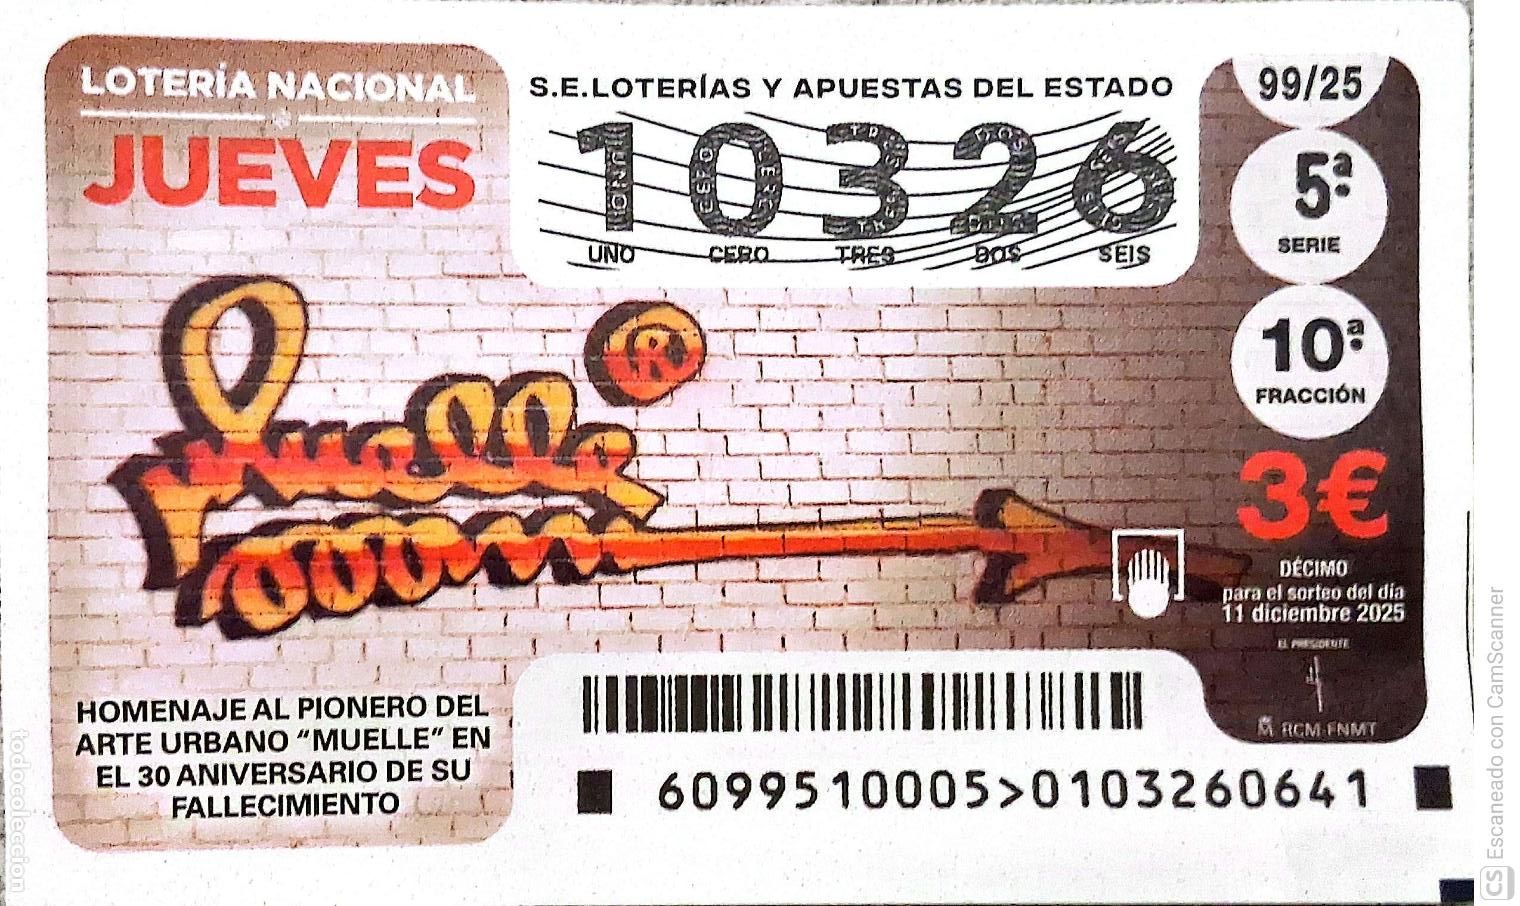 LOTERÍA NACIONAL
JUEVES
S.E.LOTERÍAS Y APUESTAS DEL ESTADO
10326
UNO CERO TRES DOS SEIS
99/25
5ª
SERIE
10ª
FRACCIÓN
3€
DÉCIMO
para el sorteo del día
11 diciembre 2025
EL PRESIDENTE
RCM-FNMT
Muelle
®
HOMENAJE AL PIONERO DEL
ARTE URBANO “MUELLE” EN
EL 30 ANIVERSARIO DE SU
FALLECIMIENTO
6099510005>0103260641
todocoleccion
CS Escaneado con CamScanner